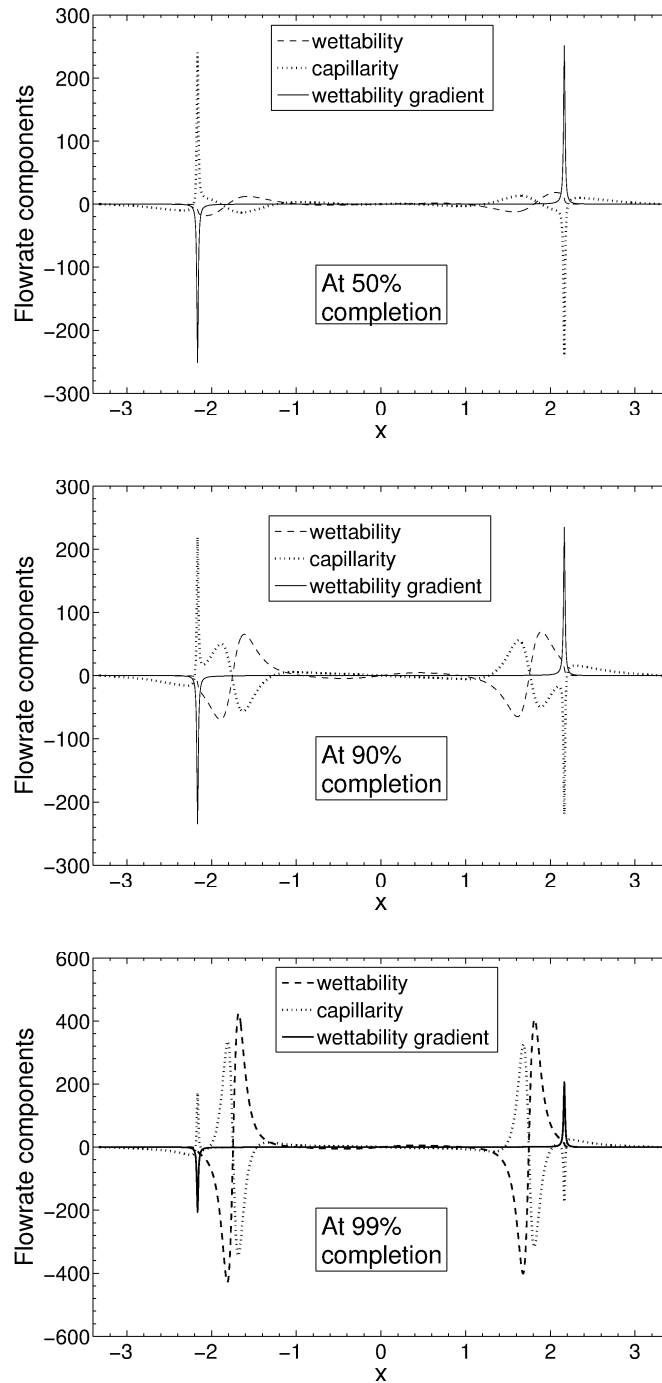 300
200
100
0
−100
−200
−300
Flowrate components
wettability
capillarity
wettability gradient
At 50%
completion
−3 −2 −1 0 1 2 3
x
300
200
100
0
−100
−200
−300
Flowrate components
wettability
capillarity
wettability gradient
At 90%
completion
−3 −2 −1 0 1 2 3
x
600
400
200
0
−200
−400
−600
Flowrate components
wettability
capillarity
wettability gradient
At 99%
completion
−3 −2 −1 0 1 2 3
x